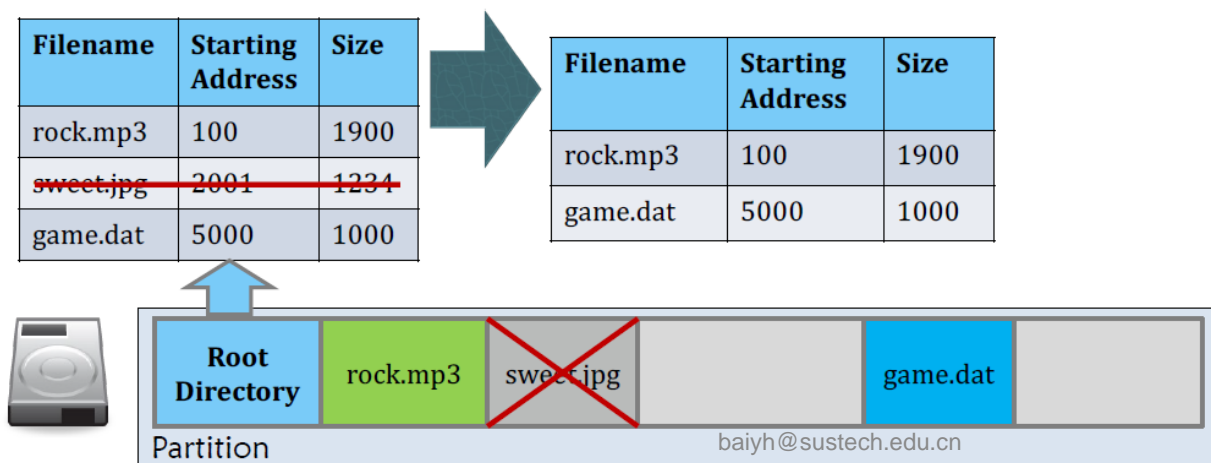 Filename Starting Address Size
rock.mp3 100 1900
sweet.jpg 2001 1234
game.dat 5000 1000
Filename Starting Address Size
rock.mp3 100 1900
game.dat 5000 1000
Root Directory rock.mp3 sweet.jpg game.dat
Partition
baiyh@sustech.edu.cn